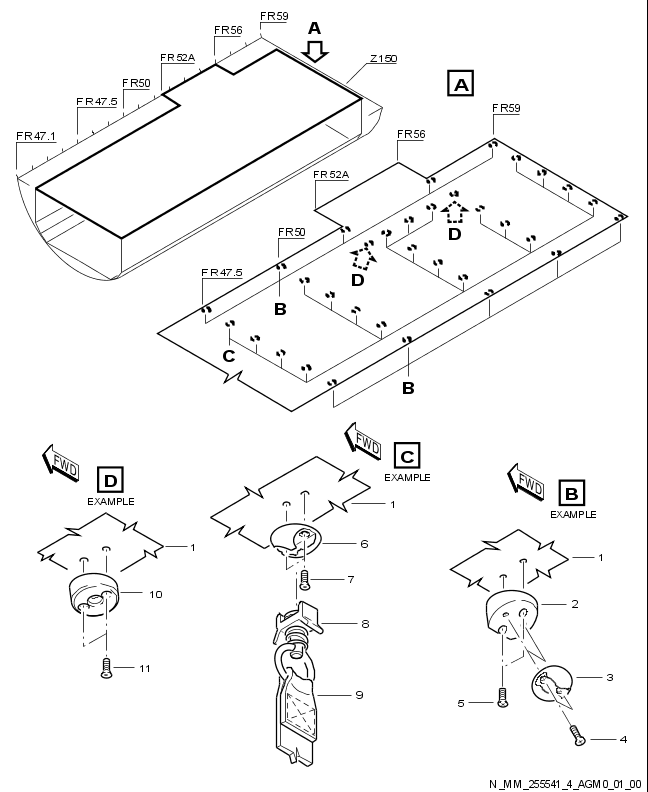 FR59
A
FR56
FR52A
Z150
FR50
A
FR47.5
FR59
FR47.1
FR56
FR52A
D
FR50
D
FR47.5
B
C
B
FWD
C
EXAMPLE
FWD
D
EXAMPLE
FWD
B
EXAMPLE
1
1
6
1
7
10
2
8
11
3
9
5
4
N_MM_255541_4_AGM0_01_00